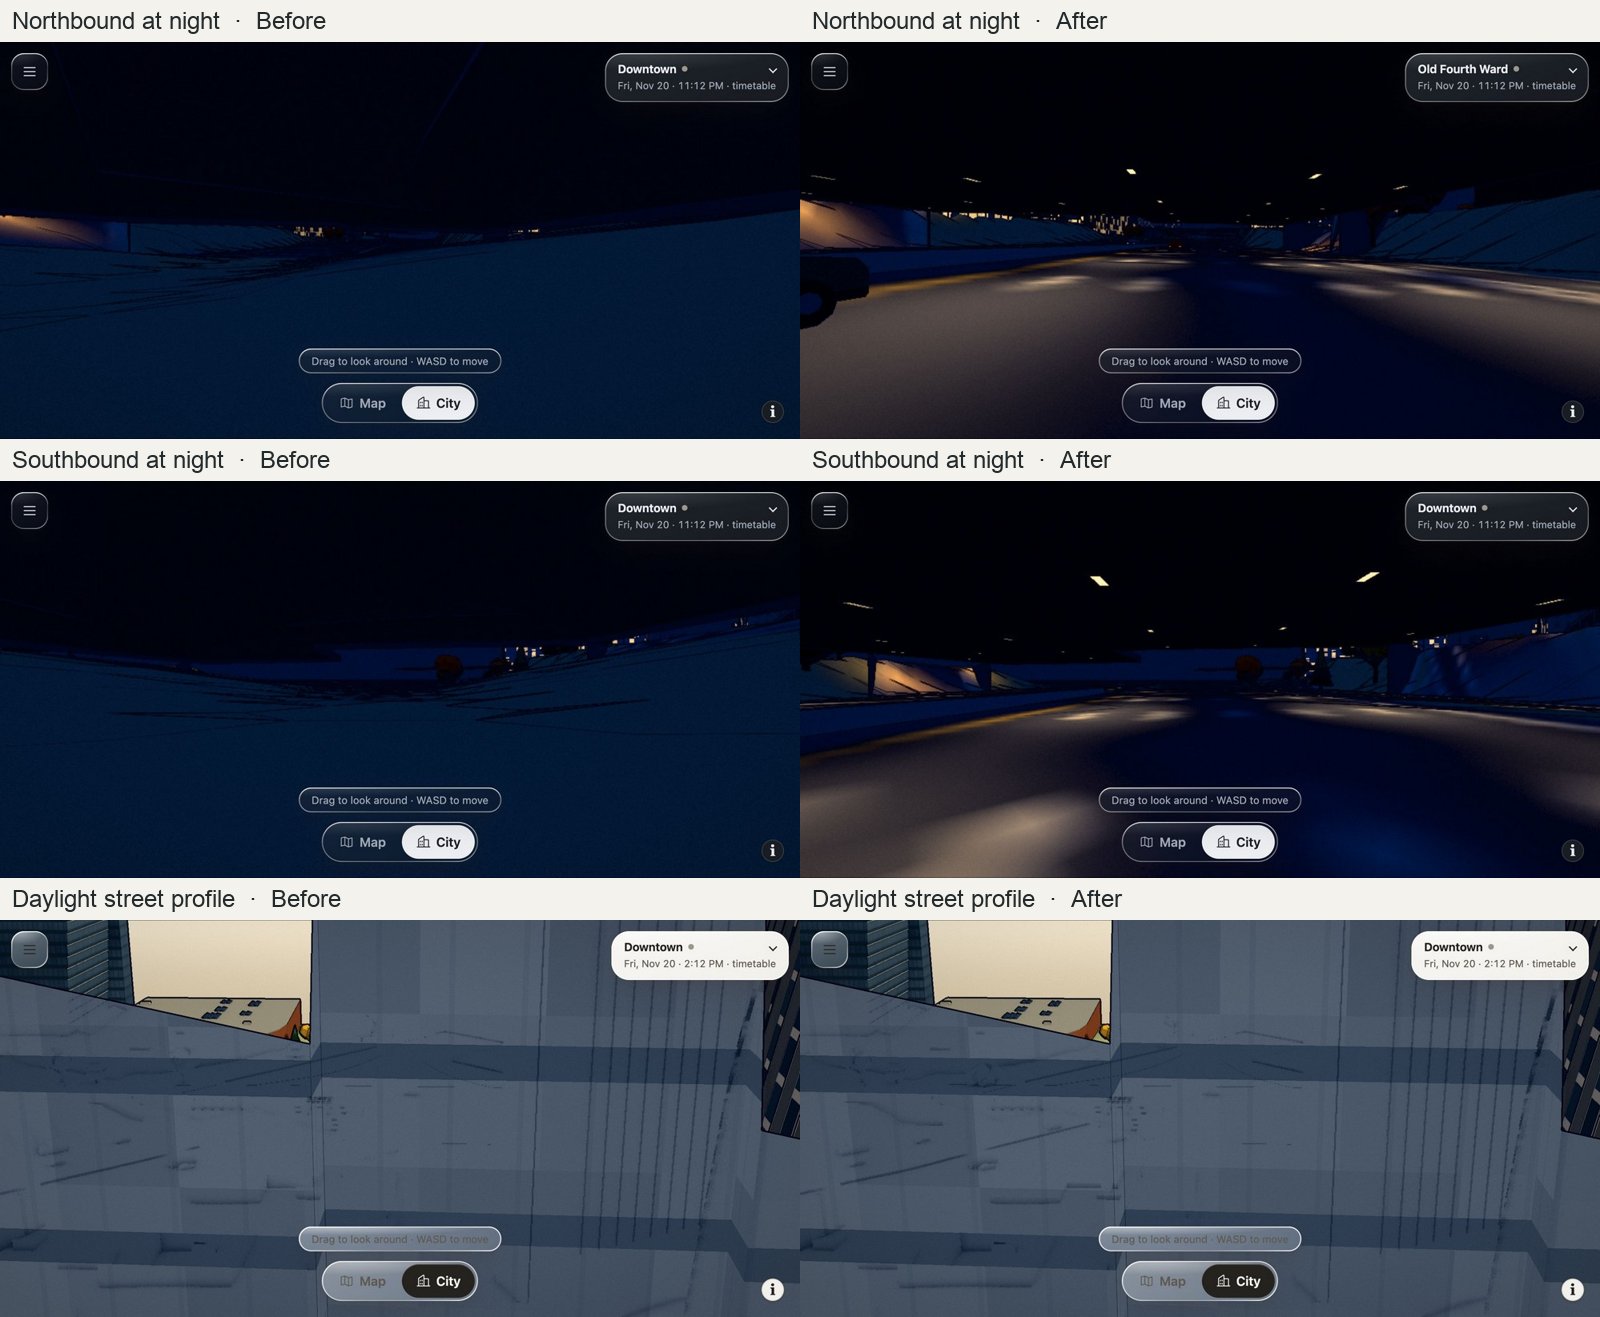 Northbound at night · Before
Northbound at night · After
Downtown
Fri, Nov 20 · 11:12 PM · timetable
Old Fourth Ward
Fri, Nov 20 · 11:12 PM · timetable
Drag to look around · WASD to move
Map City
Drag to look around · WASD to move
Map City
Southbound at night · Before
Southbound at night · After
Downtown
Fri, Nov 20 · 11:12 PM · timetable
Downtown
Fri, Nov 20 · 11:12 PM · timetable
Drag to look around · WASD to move
Map City
Drag to look around · WASD to move
Map City
Daylight street profile · Before
Daylight street profile · After
Downtown
Fri, Nov 20 · 2:12 PM · timetable
Downtown
Fri, Nov 20 · 2:12 PM · timetable
Drag to look around · WASD to move
Map City
Drag to look around · WASD to move
Map City